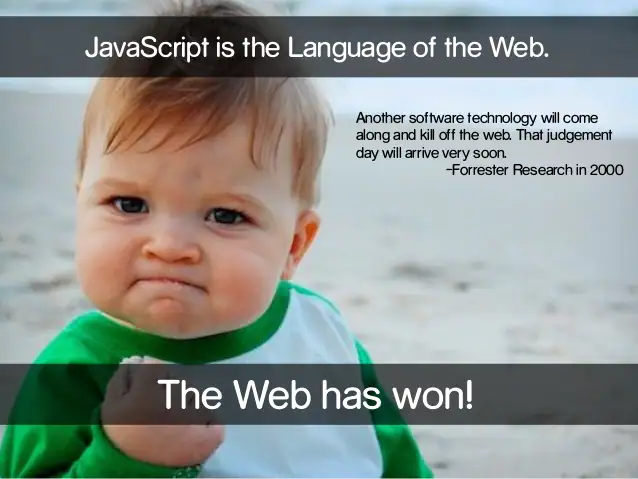 JavaScript is the Language of the Web.
Another software technology will come
along and kill off the web. That judgement
day will arrive very soon.
-Forrester Research in 2000
The Web has won!